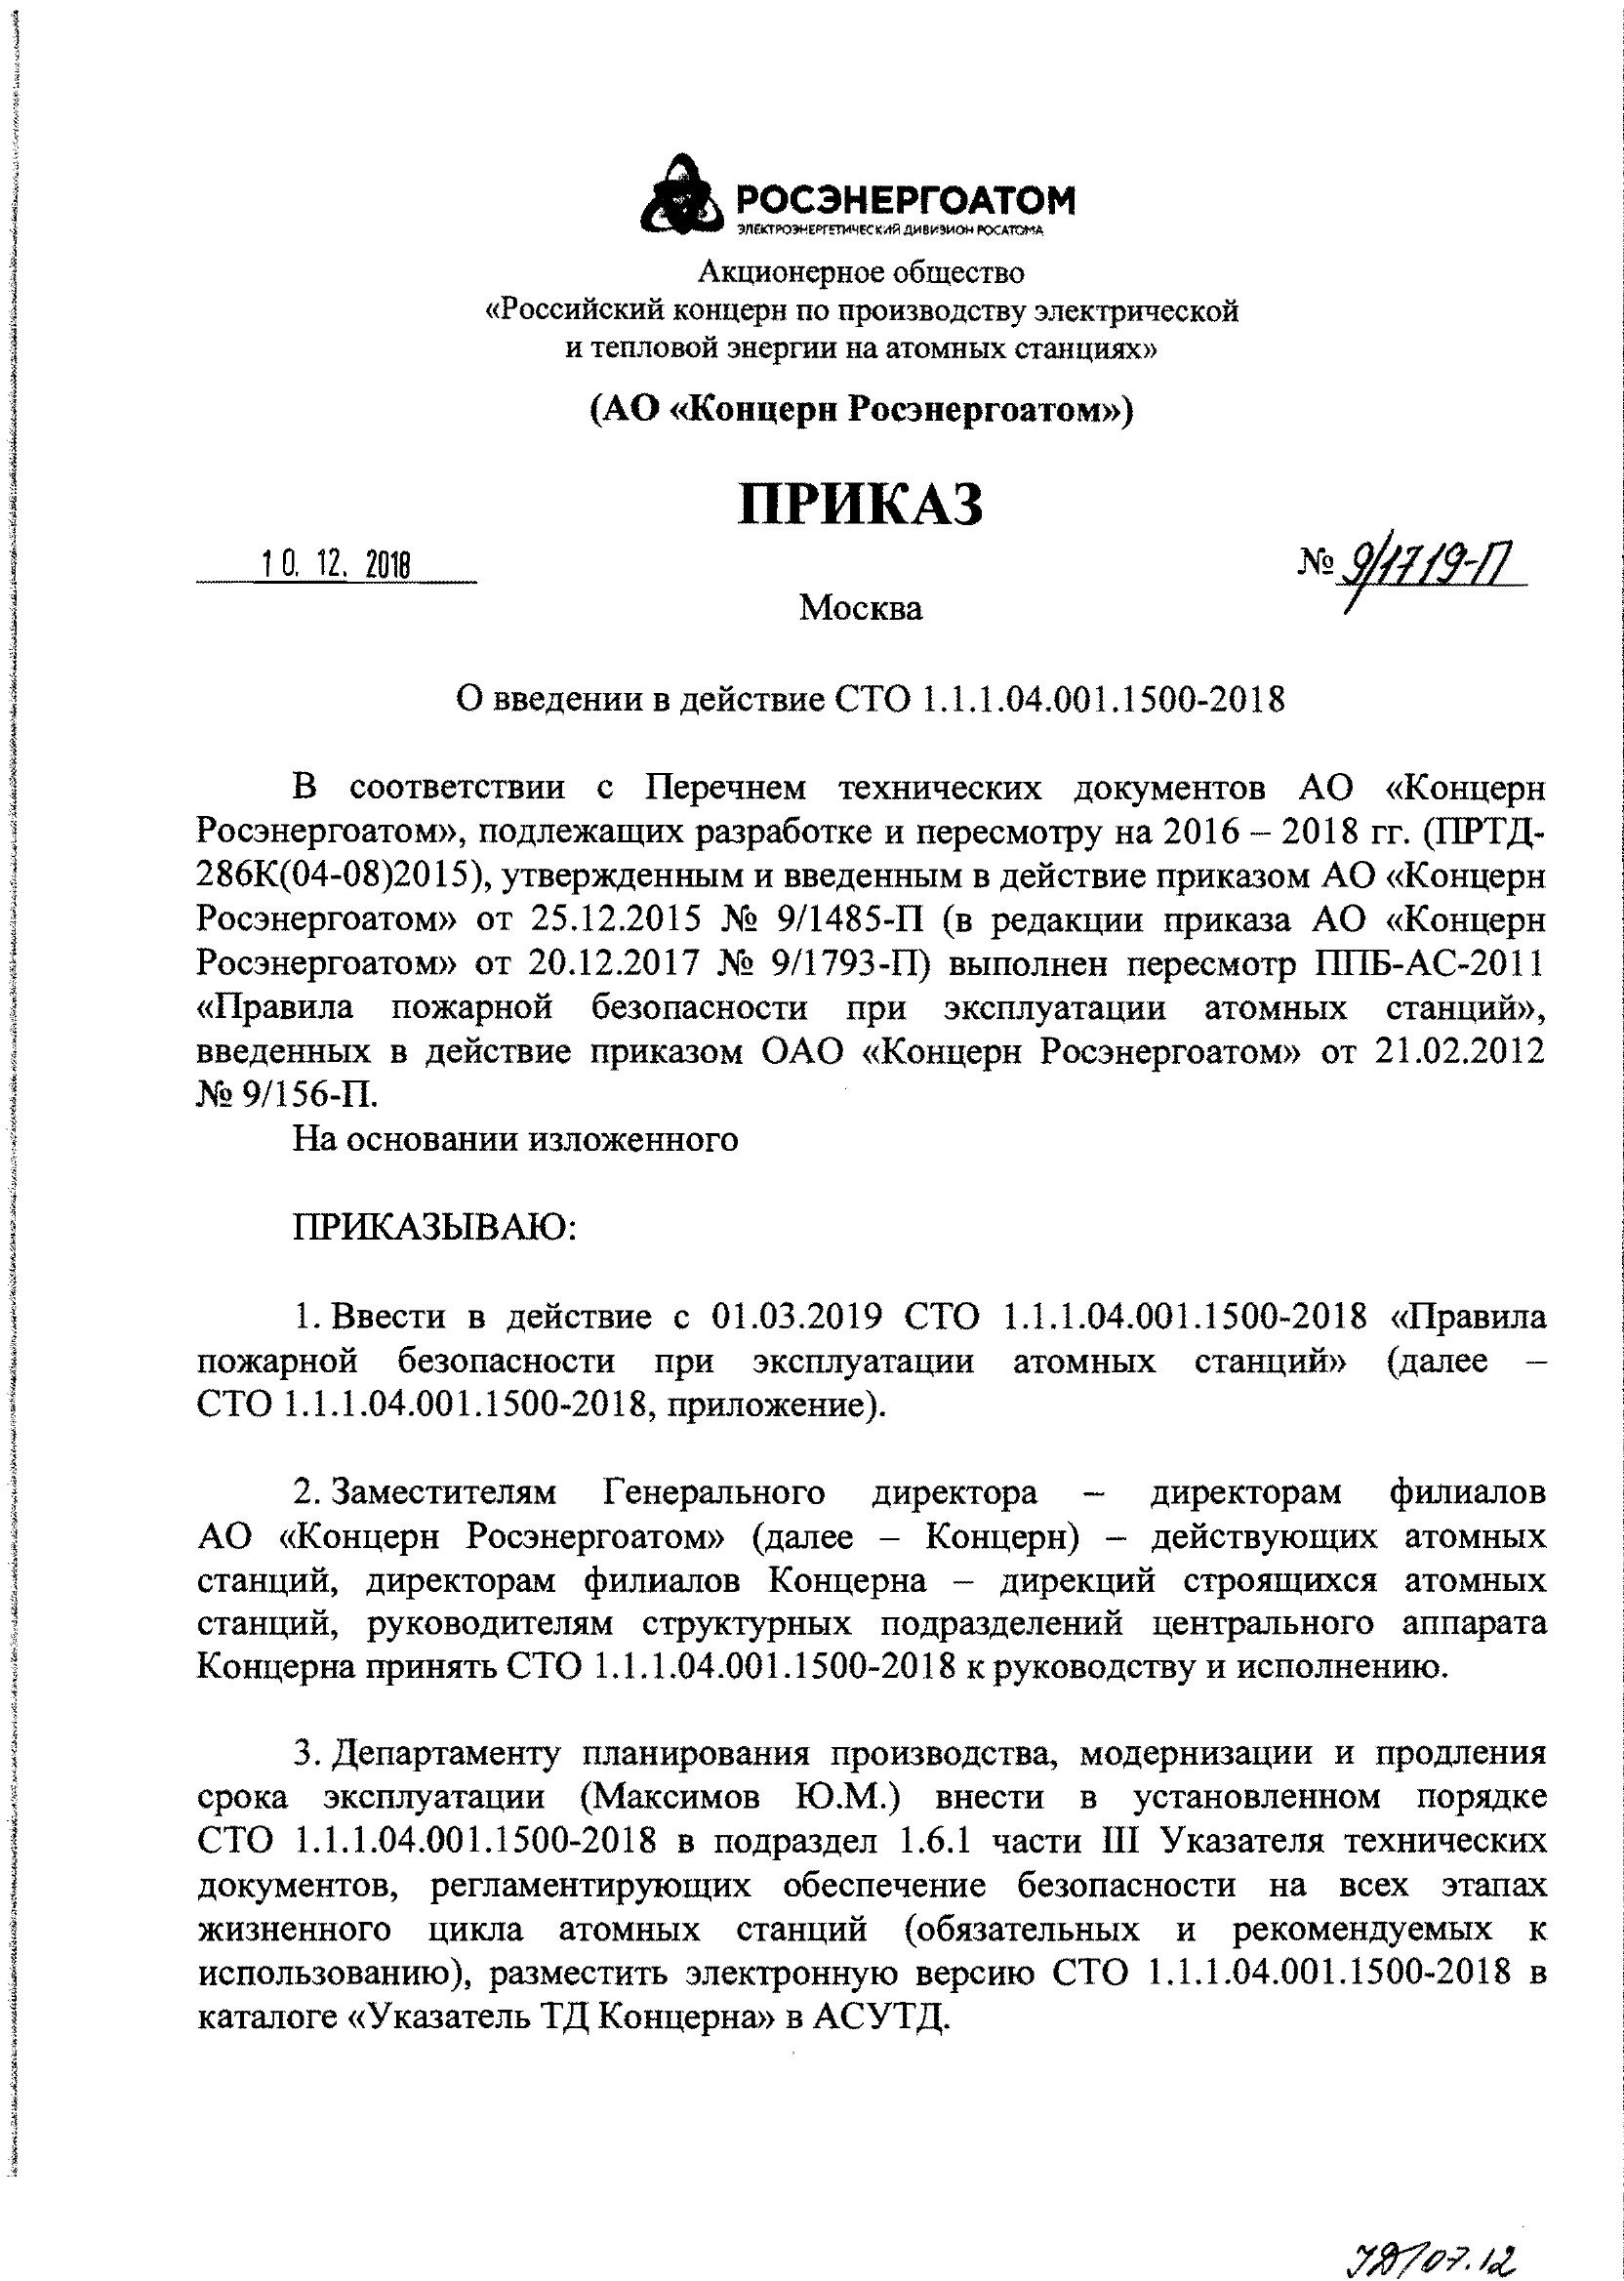 РОСЭНЕРГОАТОМ
ЭЛЕКТРОЭНЕРГЕТИЧЕСКИЙ ДИВИЗИОН РОСАТОМА
Акционерное общество
«Российский концерн по производству электрической
и тепловой энергии на атомных станциях»
(АО «Концерн Росэнергоатом»)
ПРИКАЗ
10. 12. 2018
№ 9/1719-П
Москва
О введении в действие СТО 1.1.1.04.001.1500-2018
В соответствии с Перечнем технических документов АО «Концерн
Росэнергоатом», подлежащих разработке и пересмотру на 2016 – 2018 гг. (ПРТД-
286К(04-08)2015), утвержденным и введенным в действие приказом АО «Концерн
Росэнергоатом» от 25.12.2015 № 9/1485-П (в редакции приказа АО «Концерн
Росэнергоатом» от 20.12.2017 № 9/1793-П) выполнен пересмотр ППБ-АС-2011
«Правила пожарной безопасности при эксплуатации атомных станций»,
введенных в действие приказом ОАО «Концерн Росэнергоатом» от 21.02.2012
№ 9/156-П.
На основании изложенного
ПРИКАЗЫВАЮ:
1. Ввести в действие с 01.03.2019 СТО 1.1.1.04.001.1500-2018 «Правила
пожарной безопасности при эксплуатации атомных станций» (далее –
СТО 1.1.1.04.001.1500-2018, приложение).
2. Заместителям Генерального директора – директорам филиалов
АО «Концерн Росэнергоатом» (далее – Концерн) – действующих атомных
станций, директорам филиалов Концерна – дирекций строящихся атомных
станций, руководителям структурных подразделений центрального аппарата
Концерна принять СТО 1.1.1.04.001.1500-2018 к руководству и исполнению.
3. Департаменту планирования производства, модернизации и продления
срока эксплуатации (Максимов Ю.М.) внести в установленном порядке
СТО 1.1.1.04.001.1500-2018 в подраздел 1.6.1 части III Указателя технических
документов, регламентирующих обеспечение безопасности на всех этапах
жизненного цикла атомных станций (обязательных и рекомендуемых к
использованию), разместить электронную версию СТО 1.1.1.04.001.1500-2018 в
каталоге «Указатель ТД Концерна» в АСУТД.
07.12